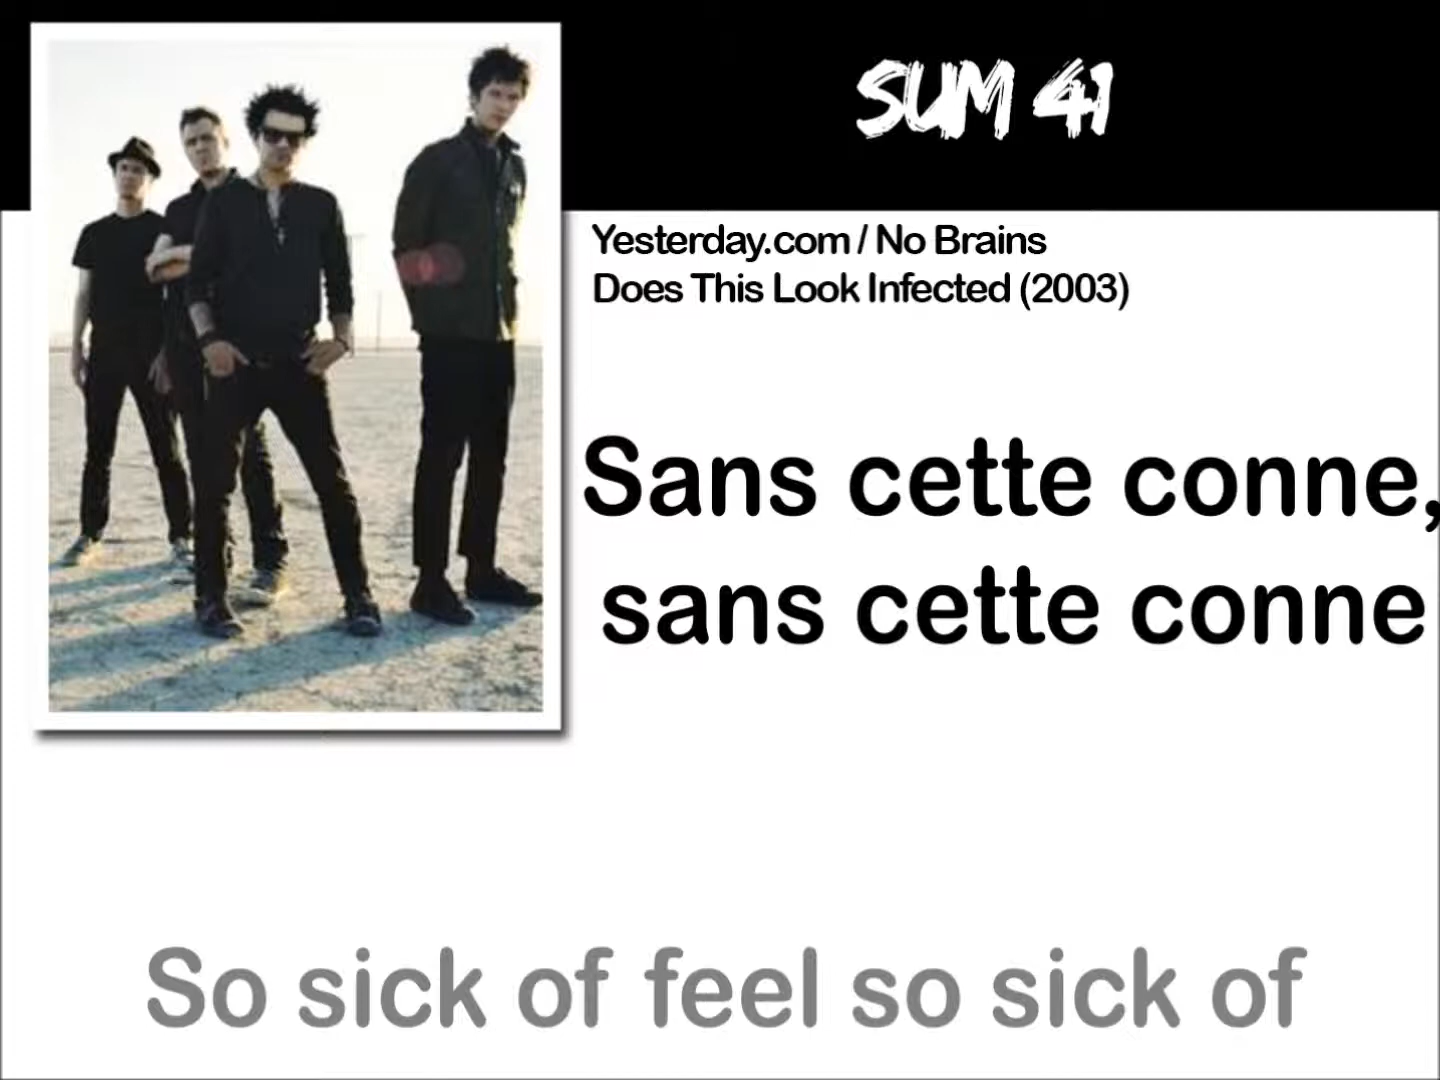 SUM 41
Yesterday.com / No Brains
Does This Look Infected (2003)
Sans cette conne,
sans cette conne
So sick of feel so sick of